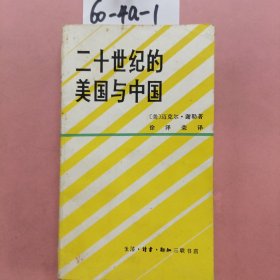 60-4a-1
二十世纪的
美国与中国
〔美〕迈克尔·谢勒著
徐泽荣译
生活·读书·新知三联书店